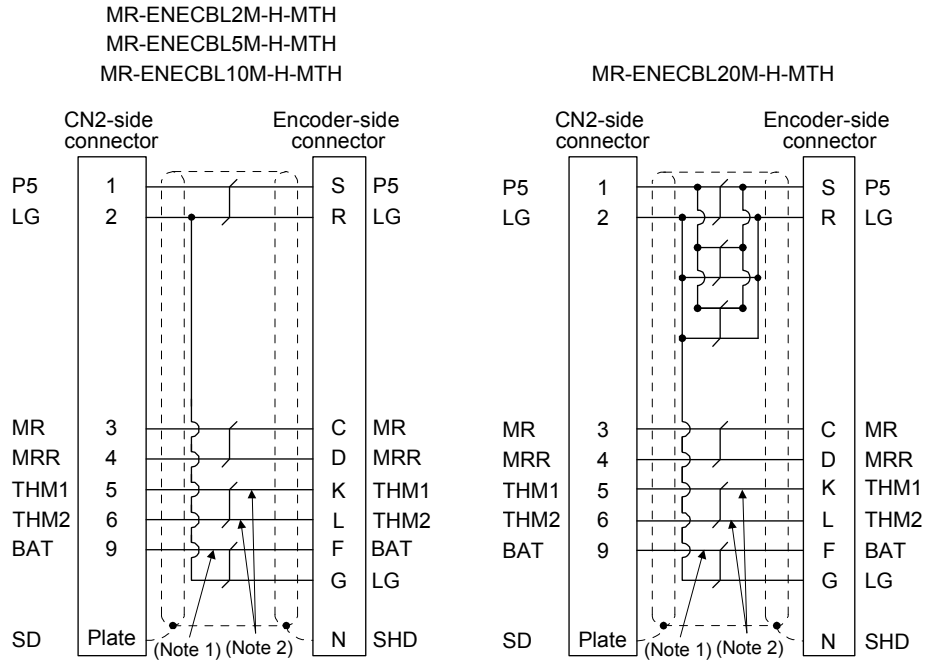 MR-ENECBL2M-H-MTH
MR-ENECBL5M-H-MTH
MR-ENECBL10M-H-MTH
CN2-side connector
Encoder-side connector
P5 1 S P5
LG 2 R LG
MR 3 C MR
MRR 4 D MRR
THM1 5 K THM1
THM2 6 L THM2
BAT 9 F BAT
G LG
SD Plate (Note 1) (Note 2) N SHD
MR-ENECBL20M-H-MTH
CN2-side connector
Encoder-side connector
P5 1 S P5
LG 2 R LG
MR 3 C MR
MRR 4 D MRR
THM1 5 K THM1
THM2 6 L THM2
BAT 9 F BAT
G LG
SD Plate (Note 1) (Note 2) N SHD